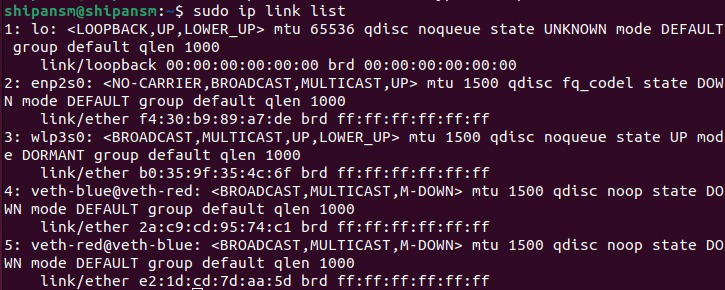 shipansm@shipansm:~$ sudo ip link list
1: lo: <LOOPBACK,UP,LOWER_UP> mtu 65536 qdisc noqueue state UNKNOWN mode DEFAULT
 group default qlen 1000
    link/loopback 00:00:00:00:00:00 brd 00:00:00:00:00:00
2: enp2s0: <NO-CARRIER,BROADCAST,MULTICAST,UP> mtu 1500 qdisc fq_codel state DOW
N mode DEFAULT group default qlen 1000
    link/ether f4:30:b9:89:a7:de brd ff:ff:ff:ff:ff:ff
3: wlp3s0: <BROADCAST,MULTICAST,UP,LOWER_UP> mtu 1500 qdisc noqueue state UP mod
e DORMANT group default qlen 1000
    link/ether b0:35:9f:35:4c:6f brd ff:ff:ff:ff:ff:ff
4: veth-blue@veth-red: <BROADCAST,MULTICAST,M-DOWN> mtu 1500 qdisc noop state DO
WN mode DEFAULT group default qlen 1000
    link/ether 2a:c9:cd:95:74:c1 brd ff:ff:ff:ff:ff:ff
5: veth-red@veth-blue: <BROADCAST,MULTICAST,M-DOWN> mtu 1500 qdisc noop state DO
WN mode DEFAULT group default qlen 1000
    link/ether e2:1d:cd:7d:aa:5d brd ff:ff:ff:ff:ff:ff